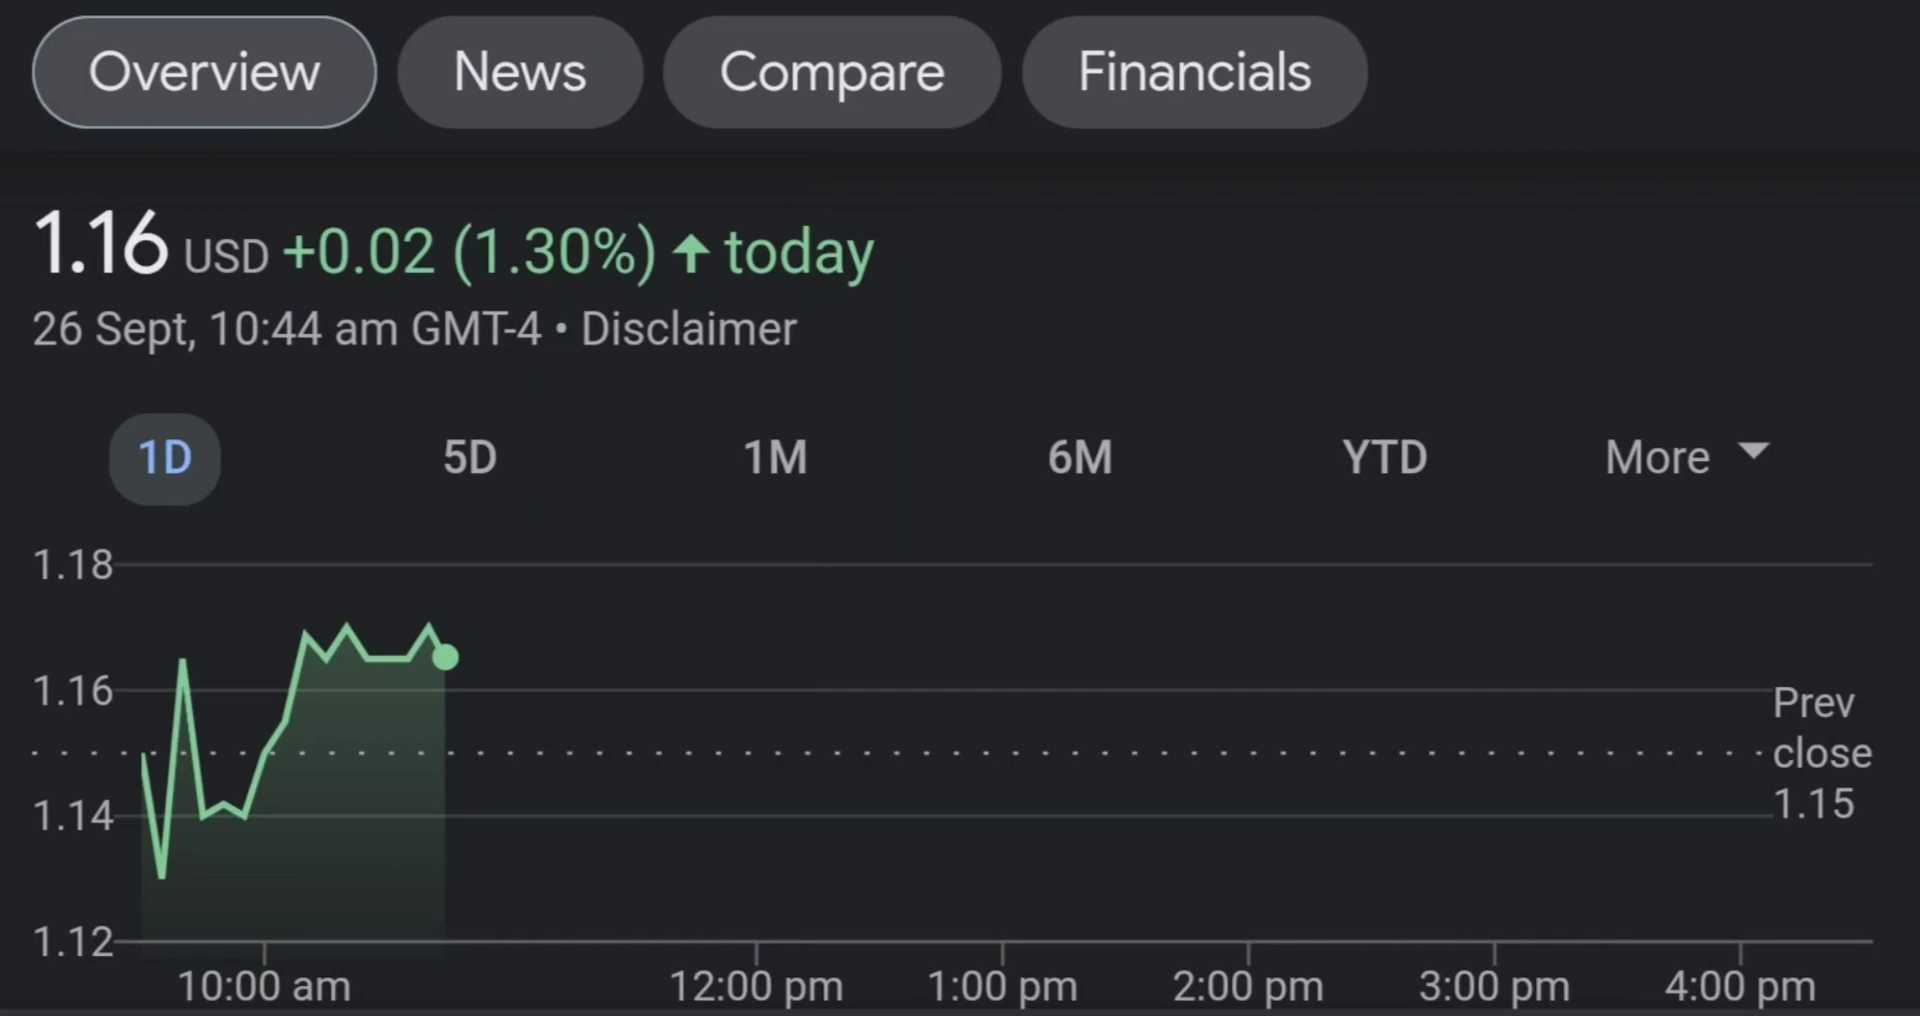 Overview News Compare Financials
1.16 USD +0.02 (1.30%) ↑ today
26 Sept, 10:44 am GMT-4 • Disclaimer
1D 5D 1M 6M YTD More
1.18
1.16
Prev
close
1.15
1.14
1.12
10:00 am 12:00 pm 1:00 pm 2:00 pm 3:00 pm 4:00 pm